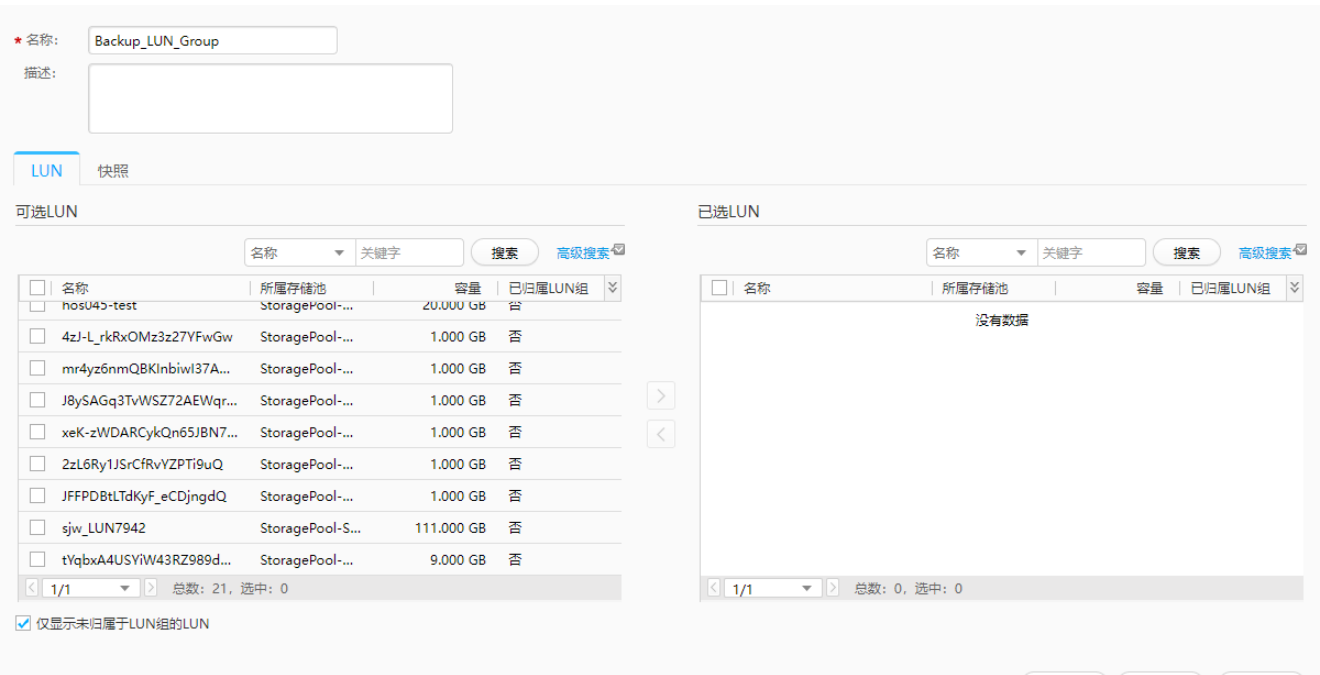 * 名称: Backup_LUN_Group
描述:
LUN 快照
可选LUN
名称 关键字 搜索 高级搜索
名称 所属存储池 容量 已归属LUN组
hos045-test StoragePool-... 20.000 GB 否
4zJ-L_rkRxOMz3z27YFwGw StoragePool-... 1.000 GB 否
mr4yz6nmQBKInbiwI37A... StoragePool-... 1.000 GB 否
J8ySAGq3TvWSZ72AEWqr... StoragePool-... 1.000 GB 否
xeK-zWDARCykQn65JBN7... StoragePool-... 1.000 GB 否
2zL6Ry1JSrCfRvYZPTi9uQ StoragePool-... 1.000 GB 否
JFFPDBtLTdKyF_eCDjngdQ StoragePool-... 1.000 GB 否
sjw_LUN7942 StoragePool-S... 111.000 GB 否
tYqbxA4USYiW43RZ989d... StoragePool-... 9.000 GB 否
1/1 总数: 21, 选中: 0
仅显示未归属于LUN组的LUN
已选LUN
名称 关键字 搜索 高级搜索
名称 所属存储池 容量 已归属LUN组
没有数据
1/1 总数: 0, 选中: 0